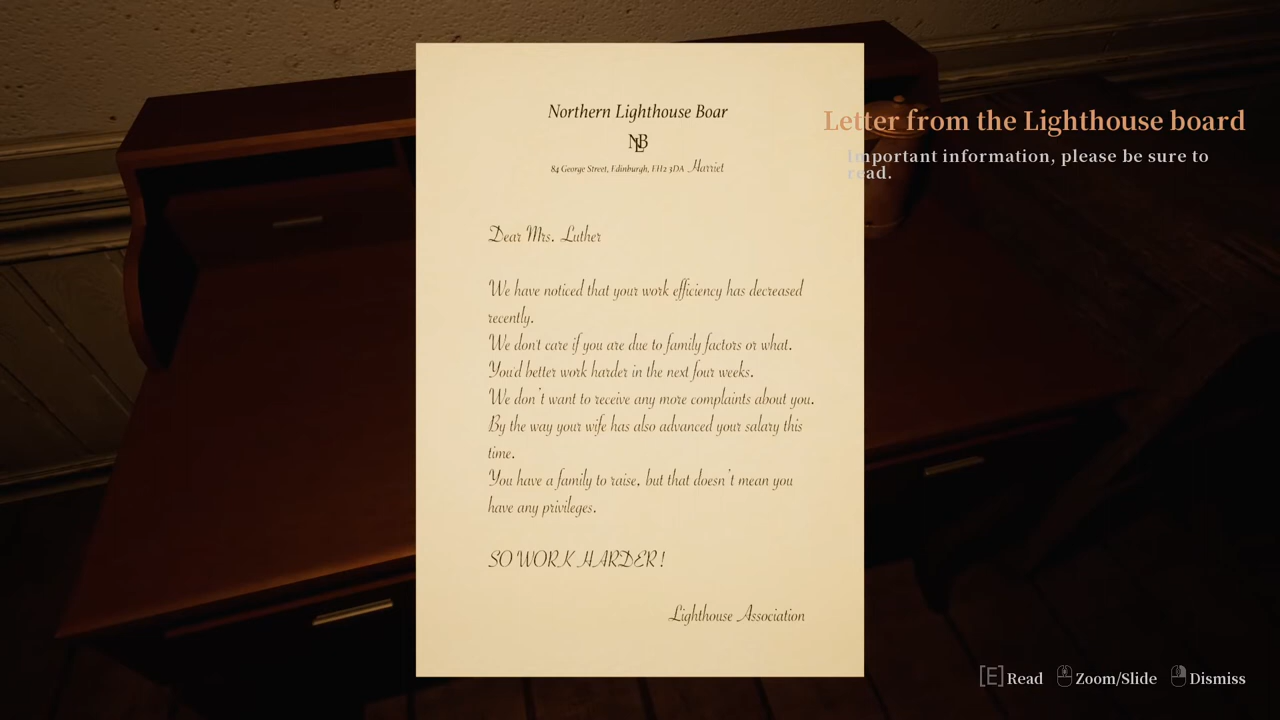 Northern Lighthouse Boar
NLB
84 George Street, Edinburgh, EH2 3DA Harriet
Dear Mrs. Luther
We have noticed that your work efficiency has decreased
recently.
We don't care if you are due to family factors or what.
You'd better work harder in the next four weeks.
We don't want to receive any more complaints about you.
By the way your wife has also advanced your salary this
time.
You have a family to raise, but that doesn't mean you
have any privileges.
SO WORK HARDER !
Lighthouse Association
Letter from the Lighthouse board
Important information, please be sure to
read.
[E] Read Zoom/Slide Dismiss